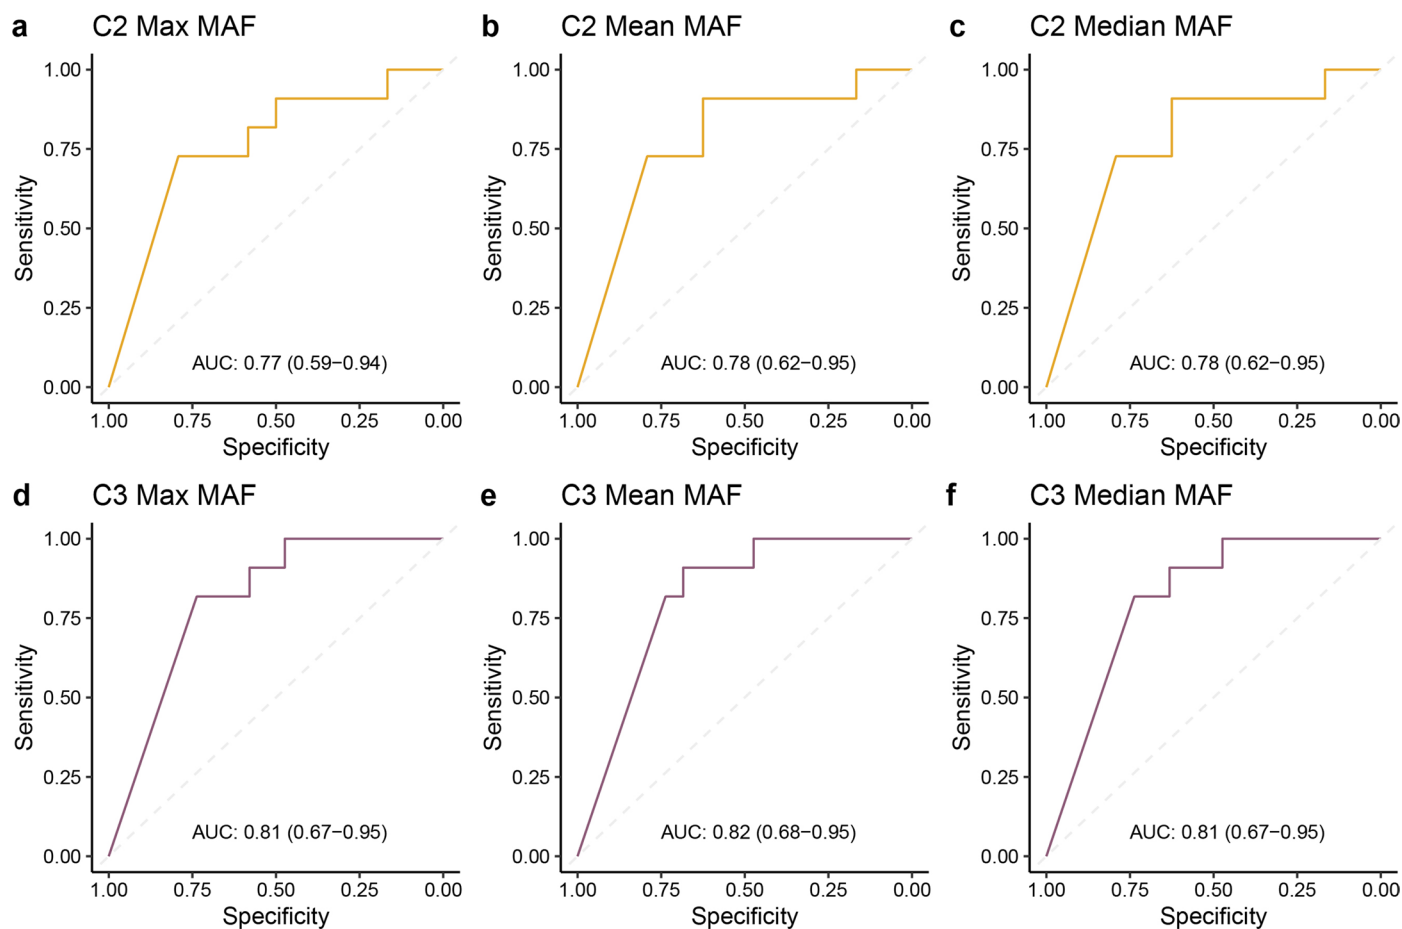 a C2 Max MAF
1.00
0.75
0.50
0.25
0.00
Sensitivity
AUC: 0.77 (0.59−0.94)
1.00 0.75 0.50 0.25 0.00
Specificity
b C2 Mean MAF
1.00
0.75
0.50
0.25
0.00
Sensitivity
AUC: 0.78 (0.62−0.95)
1.00 0.75 0.50 0.25 0.00
Specificity
c C2 Median MAF
1.00
0.75
0.50
0.25
0.00
Sensitivity
AUC: 0.78 (0.62−0.95)
1.00 0.75 0.50 0.25 0.00
Specificity
d C3 Max MAF
1.00
0.75
0.50
0.25
0.00
Sensitivity
AUC: 0.81 (0.67−0.95)
1.00 0.75 0.50 0.25 0.00
Specificity
e C3 Mean MAF
1.00
0.75
0.50
0.25
0.00
Sensitivity
AUC: 0.82 (0.68−0.95)
1.00 0.75 0.50 0.25 0.00
Specificity
f C3 Median MAF
1.00
0.75
0.50
0.25
0.00
Sensitivity
AUC: 0.81 (0.67−0.95)
1.00 0.75 0.50 0.25 0.00
Specificity